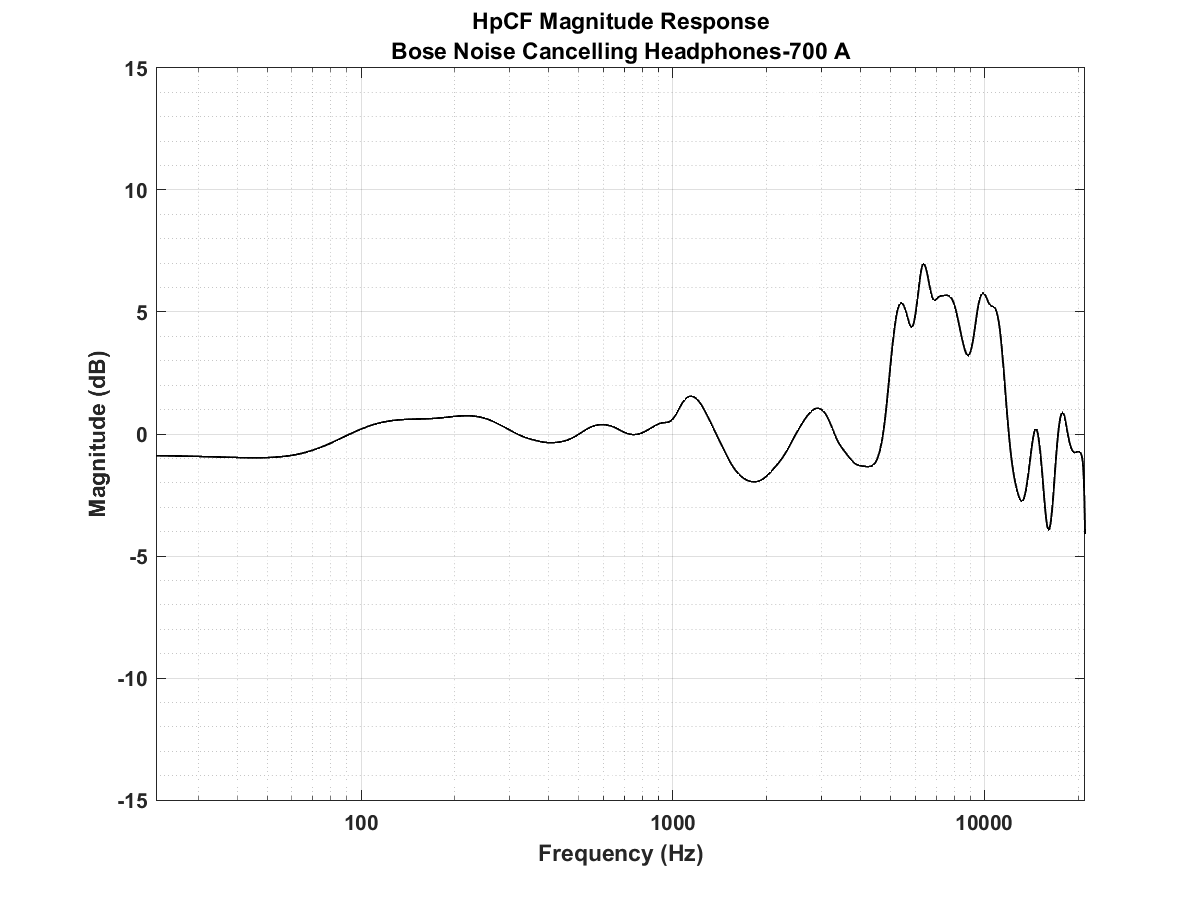 HpCF Magnitude Response
Bose Noise Cancelling Headphones-700 A
15
10
5
0
-5
-10
-15
Magnitude (dB)
100
1000
10000
Frequency (Hz)